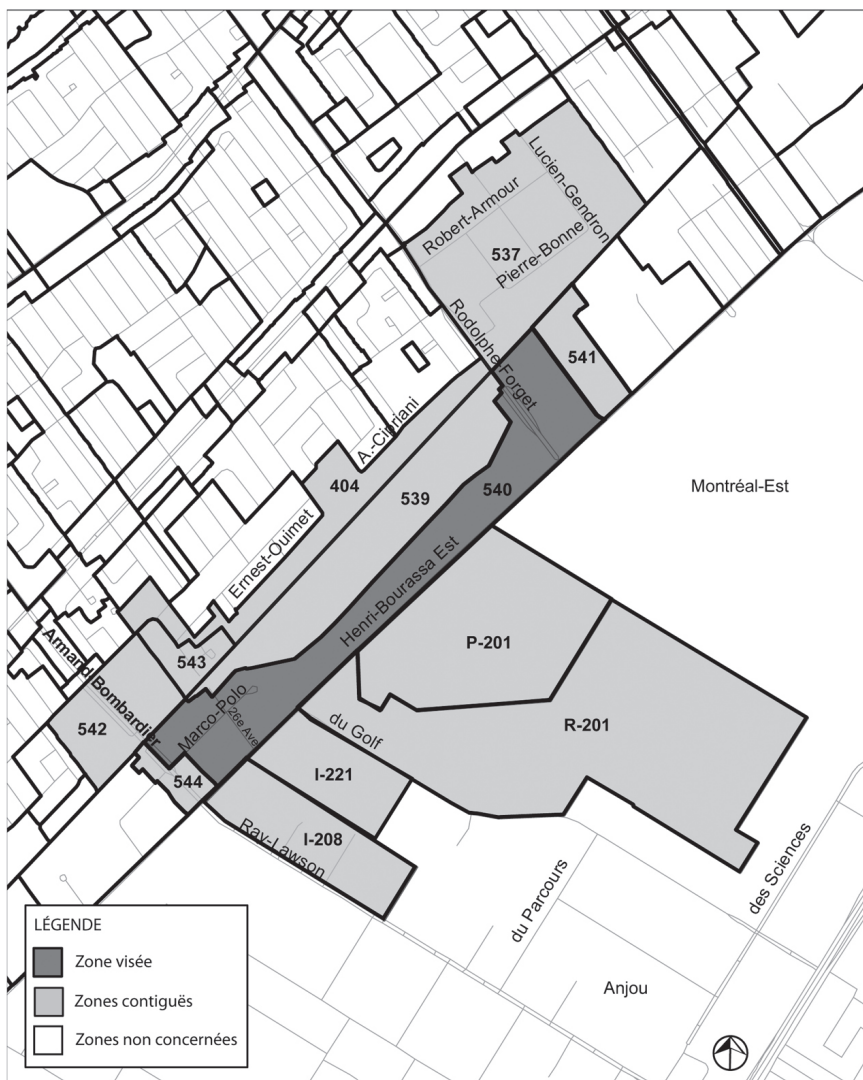 Lucien-Gendron
Robert-Armour
537
Pierre-Bonne
Rodolphe-Forget
541
A.-Cipriani
404
539
540
Montréal-Est
Ernest-Ouimet
Henri-Bourassa Est
P-201
Armand Bombardier
543
Marco-Polo
26e Ave
542
du Golf
R-201
544
I-221
I-208
Ray-Lawson
du Parcours
des Sciences
Anjou
LÉGENDE
Zone visée
Zones contiguës
Zones non concernées